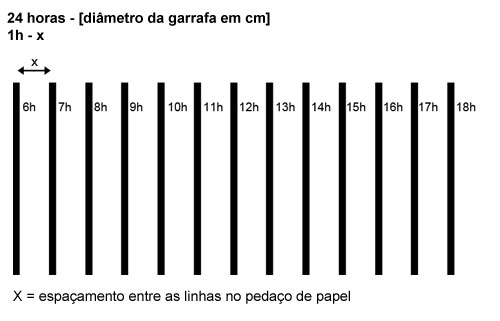 24 horas - [diâmetro da garrafa em cm]
1h - x
x
6h 7h 8h 9h 10h 11h 12h 13h 14h 15h 16h 17h 18h
X = espaçamento entre as linhas no pedaço de papel